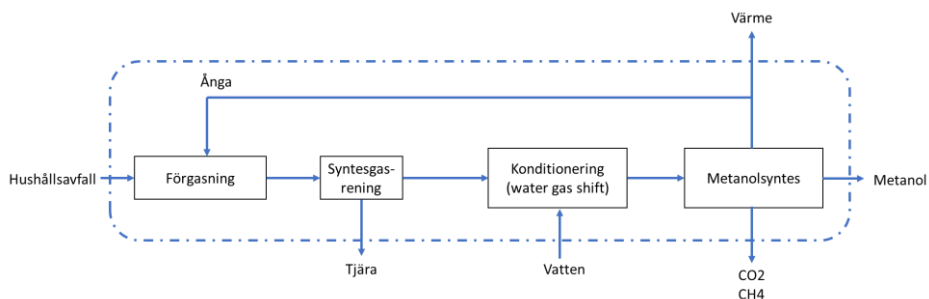 Värme
Ånga
Hushållsavfall
Förgasning
Syntesgas-
rening
Konditionering
(water gas shift)
Metanolsyntes
Metanol
Tjära
Vatten
CO2
CH4